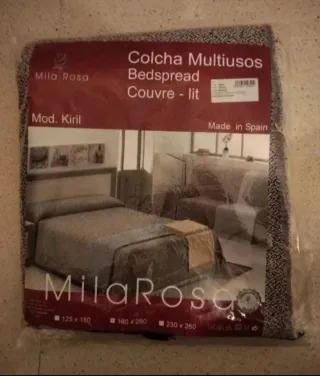 Mila Rosa
Colcha Multiusos
Bedspread
Couvre - lit
Mod. Kiril
Made in Spain
MilaRosa
125 x 180
180 x 260
230 x 260